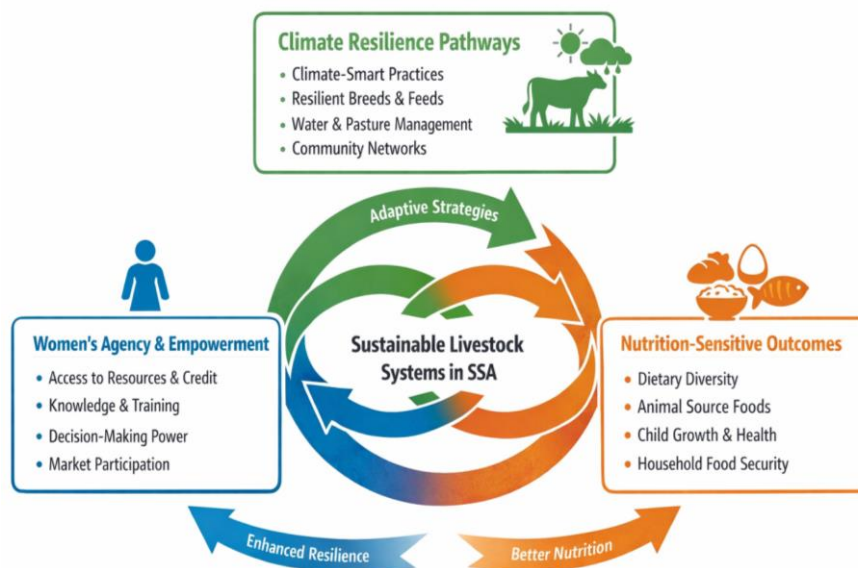 Climate Resilience Pathways
• Climate-Smart Practices
• Resilient Breeds & Feeds
• Water & Pasture Management
• Community Networks
Adaptive Strategies
Women's Agency & Empowerment
• Access to Resources & Credit
• Knowledge & Training
• Decision-Making Power
• Market Participation
Sustainable Livestock
Systems in SSA
Nutrition-Sensitive Outcomes
• Dietary Diversity
• Animal Source Foods
• Child Growth & Health
• Household Food Security
Enhanced Resilience
Better Nutrition